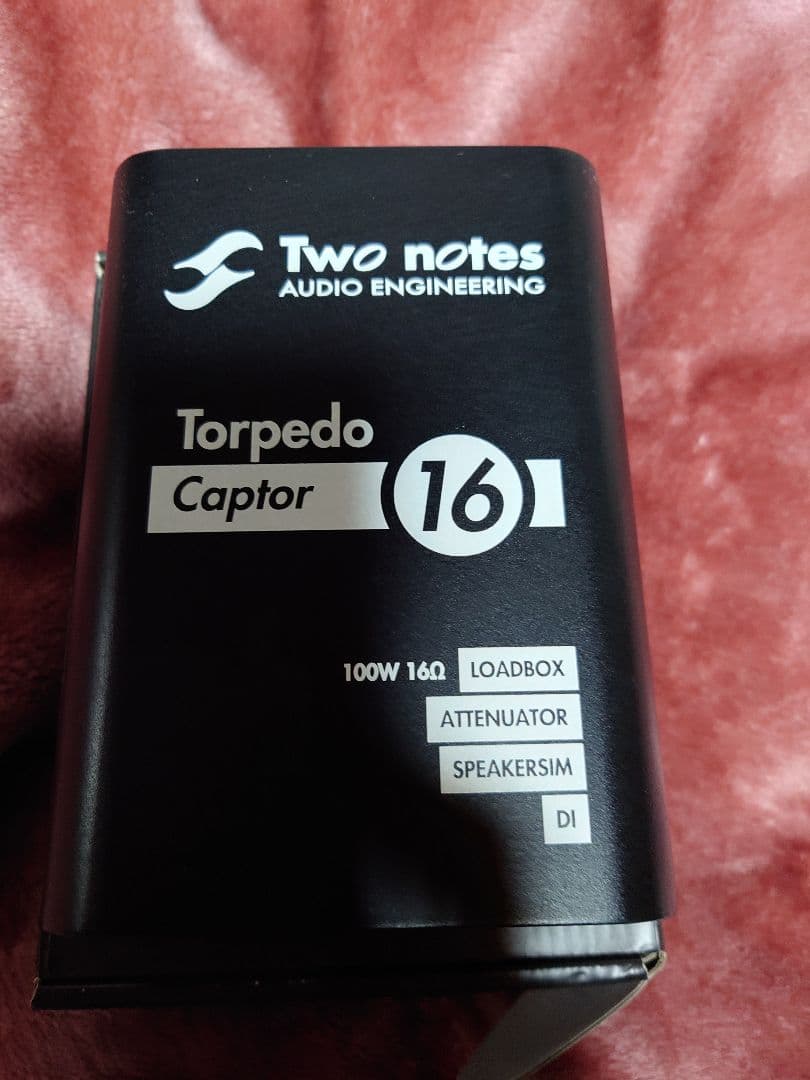 Two notes
AUDIO ENGINEERING
Torpedo
Captor 16
100W 16Ω LOADBOX
ATTENUATOR
SPEAKERSIM
DI